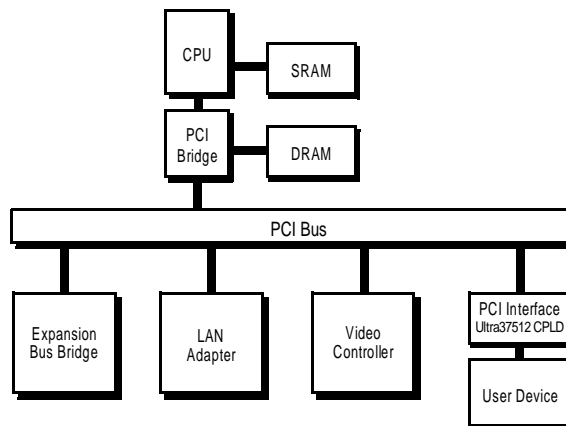 CPU
SRAM
PCI
Bridge
DRAM
PCI Bus
Expansion
Bus Bridge
LAN
Adapter
Video
Controller
PCI Interface
Ultra37512 CPLD
User Device